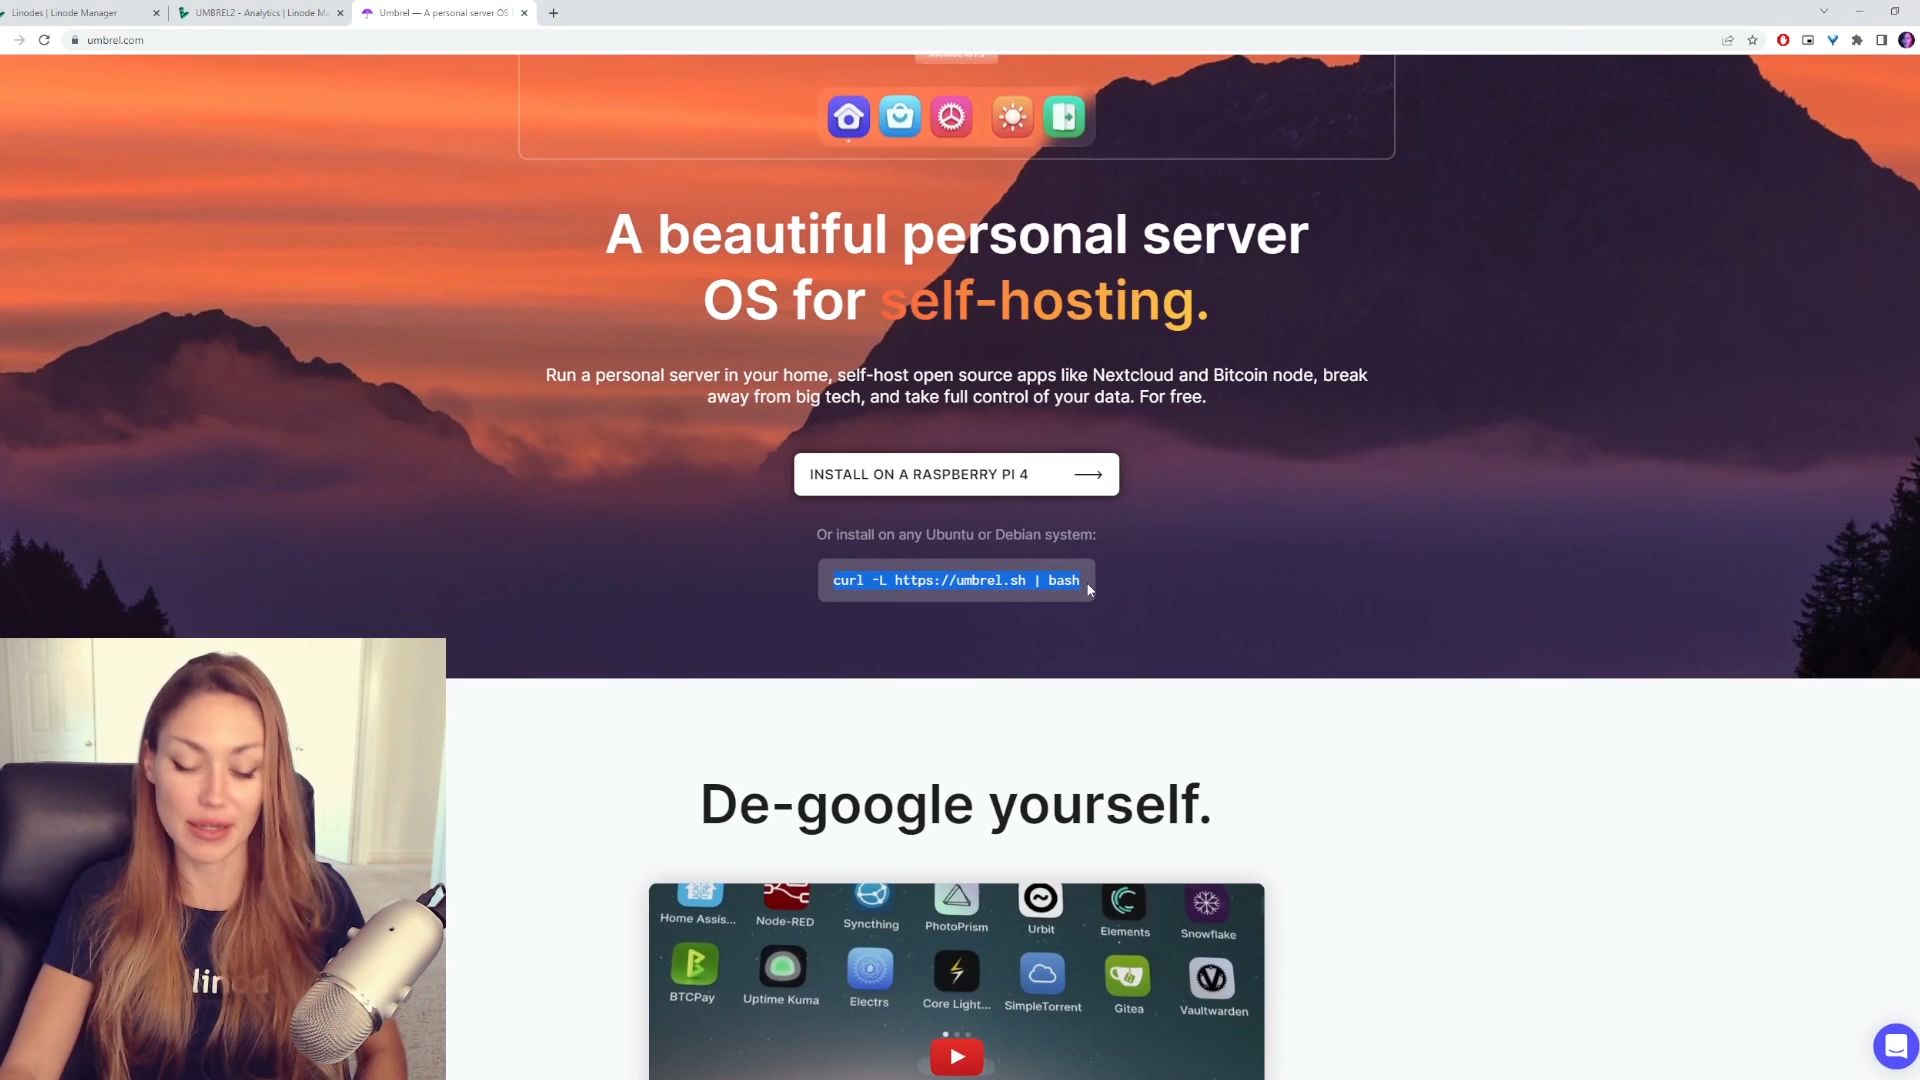 Linodes | Linode Manager
UMBREL2 - Analytics | Linode Ma
Umbrel — A personal server OS
umbrel.com
A beautiful personal server
OS for self-hosting.
Run a personal server in your home, self-host open source apps like Nextcloud and Bitcoin node, break
away from big tech, and take full control of your data. For free.
INSTALL ON A RASPBERRY PI 4
Or install on any Ubuntu or Debian system:
curl -L https://umbrel.sh | bash
De-google yourself.
Home Assis...
Node-RED
Syncthing
PhotoPrism
Urbit
Elements
Snowflake
BTCPay
Uptime Kuma
Electrs
Core Light...
SimpleTorrent
Gitea
Vaultwarden
linod